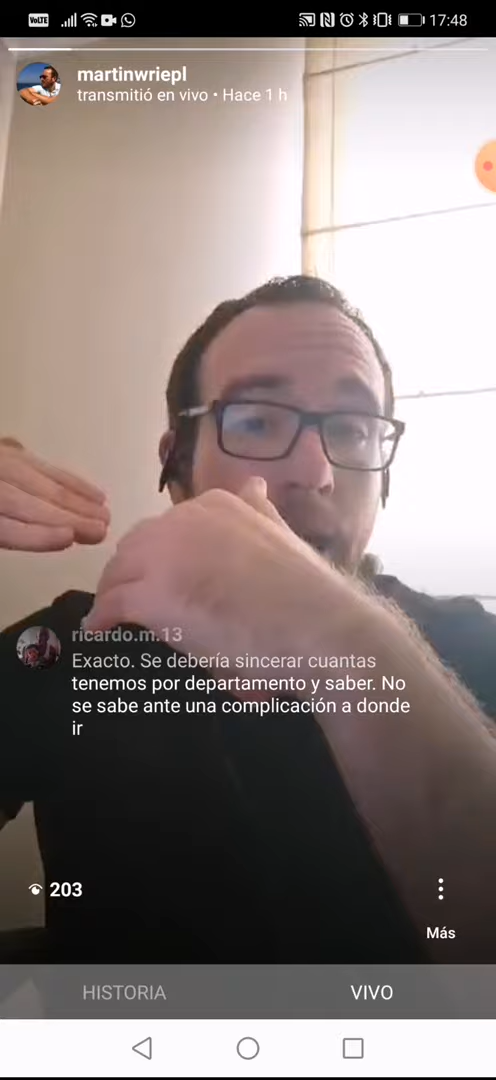 VoLTE
17:48
martinwriepl
transmitió en vivo • Hace 1 h
ricardo.m.13
Exacto. Se debería sincerar cuantas
tenemos por departamento y saber. No
se sabe ante una complicación a donde
ir
203
Más
HISTORIA
VIVO